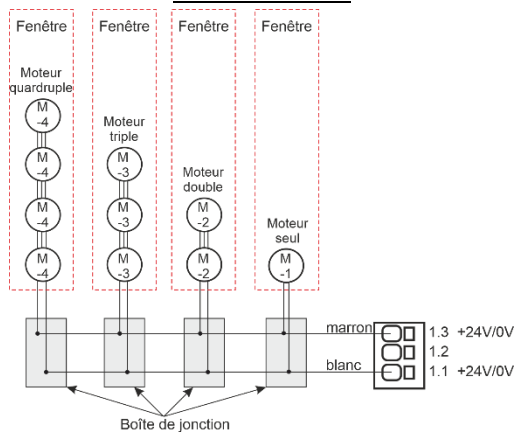 Fenêtre
Fenêtre
Fenêtre
Fenêtre
Moteur
quadruple
M
-4
M
-4
M
-4
M
-4
Moteur
triple
M
-3
M
-3
M
-3
Moteur
double
M
-2
M
-2
Moteur
seul
M
-1
marron
1.3 +24V/0V
1.2
blanc
1.1 +24V/0V
Boîte de jonction